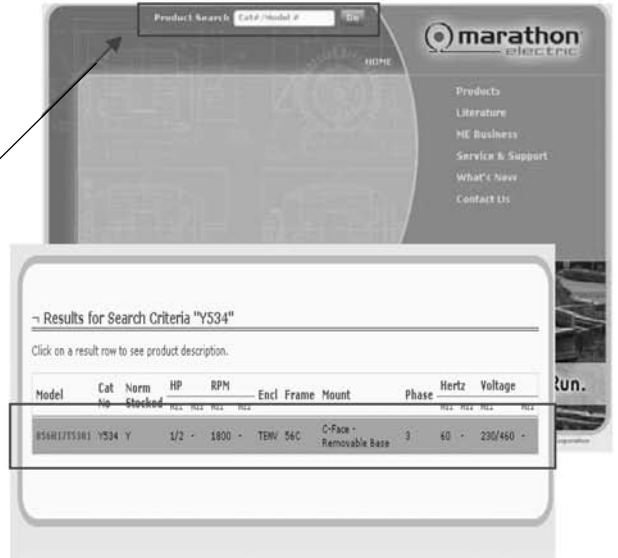 Product Search Cat#/Model # Go
marathon
electric
HOME
Products
Literature
ME Business
Service & Support
What's New
Contact Us
Run.
¬ Results for Search Criteria "Y534"
Click on a result row to see product description.
Model Cat No Norm Stocked HP RPM Encl Frame Mount Phase Hertz Voltage
Y534 Y 1/2 - 1800 - TENV 56C C-Face - Removable Base 3 60 - 230/460 -